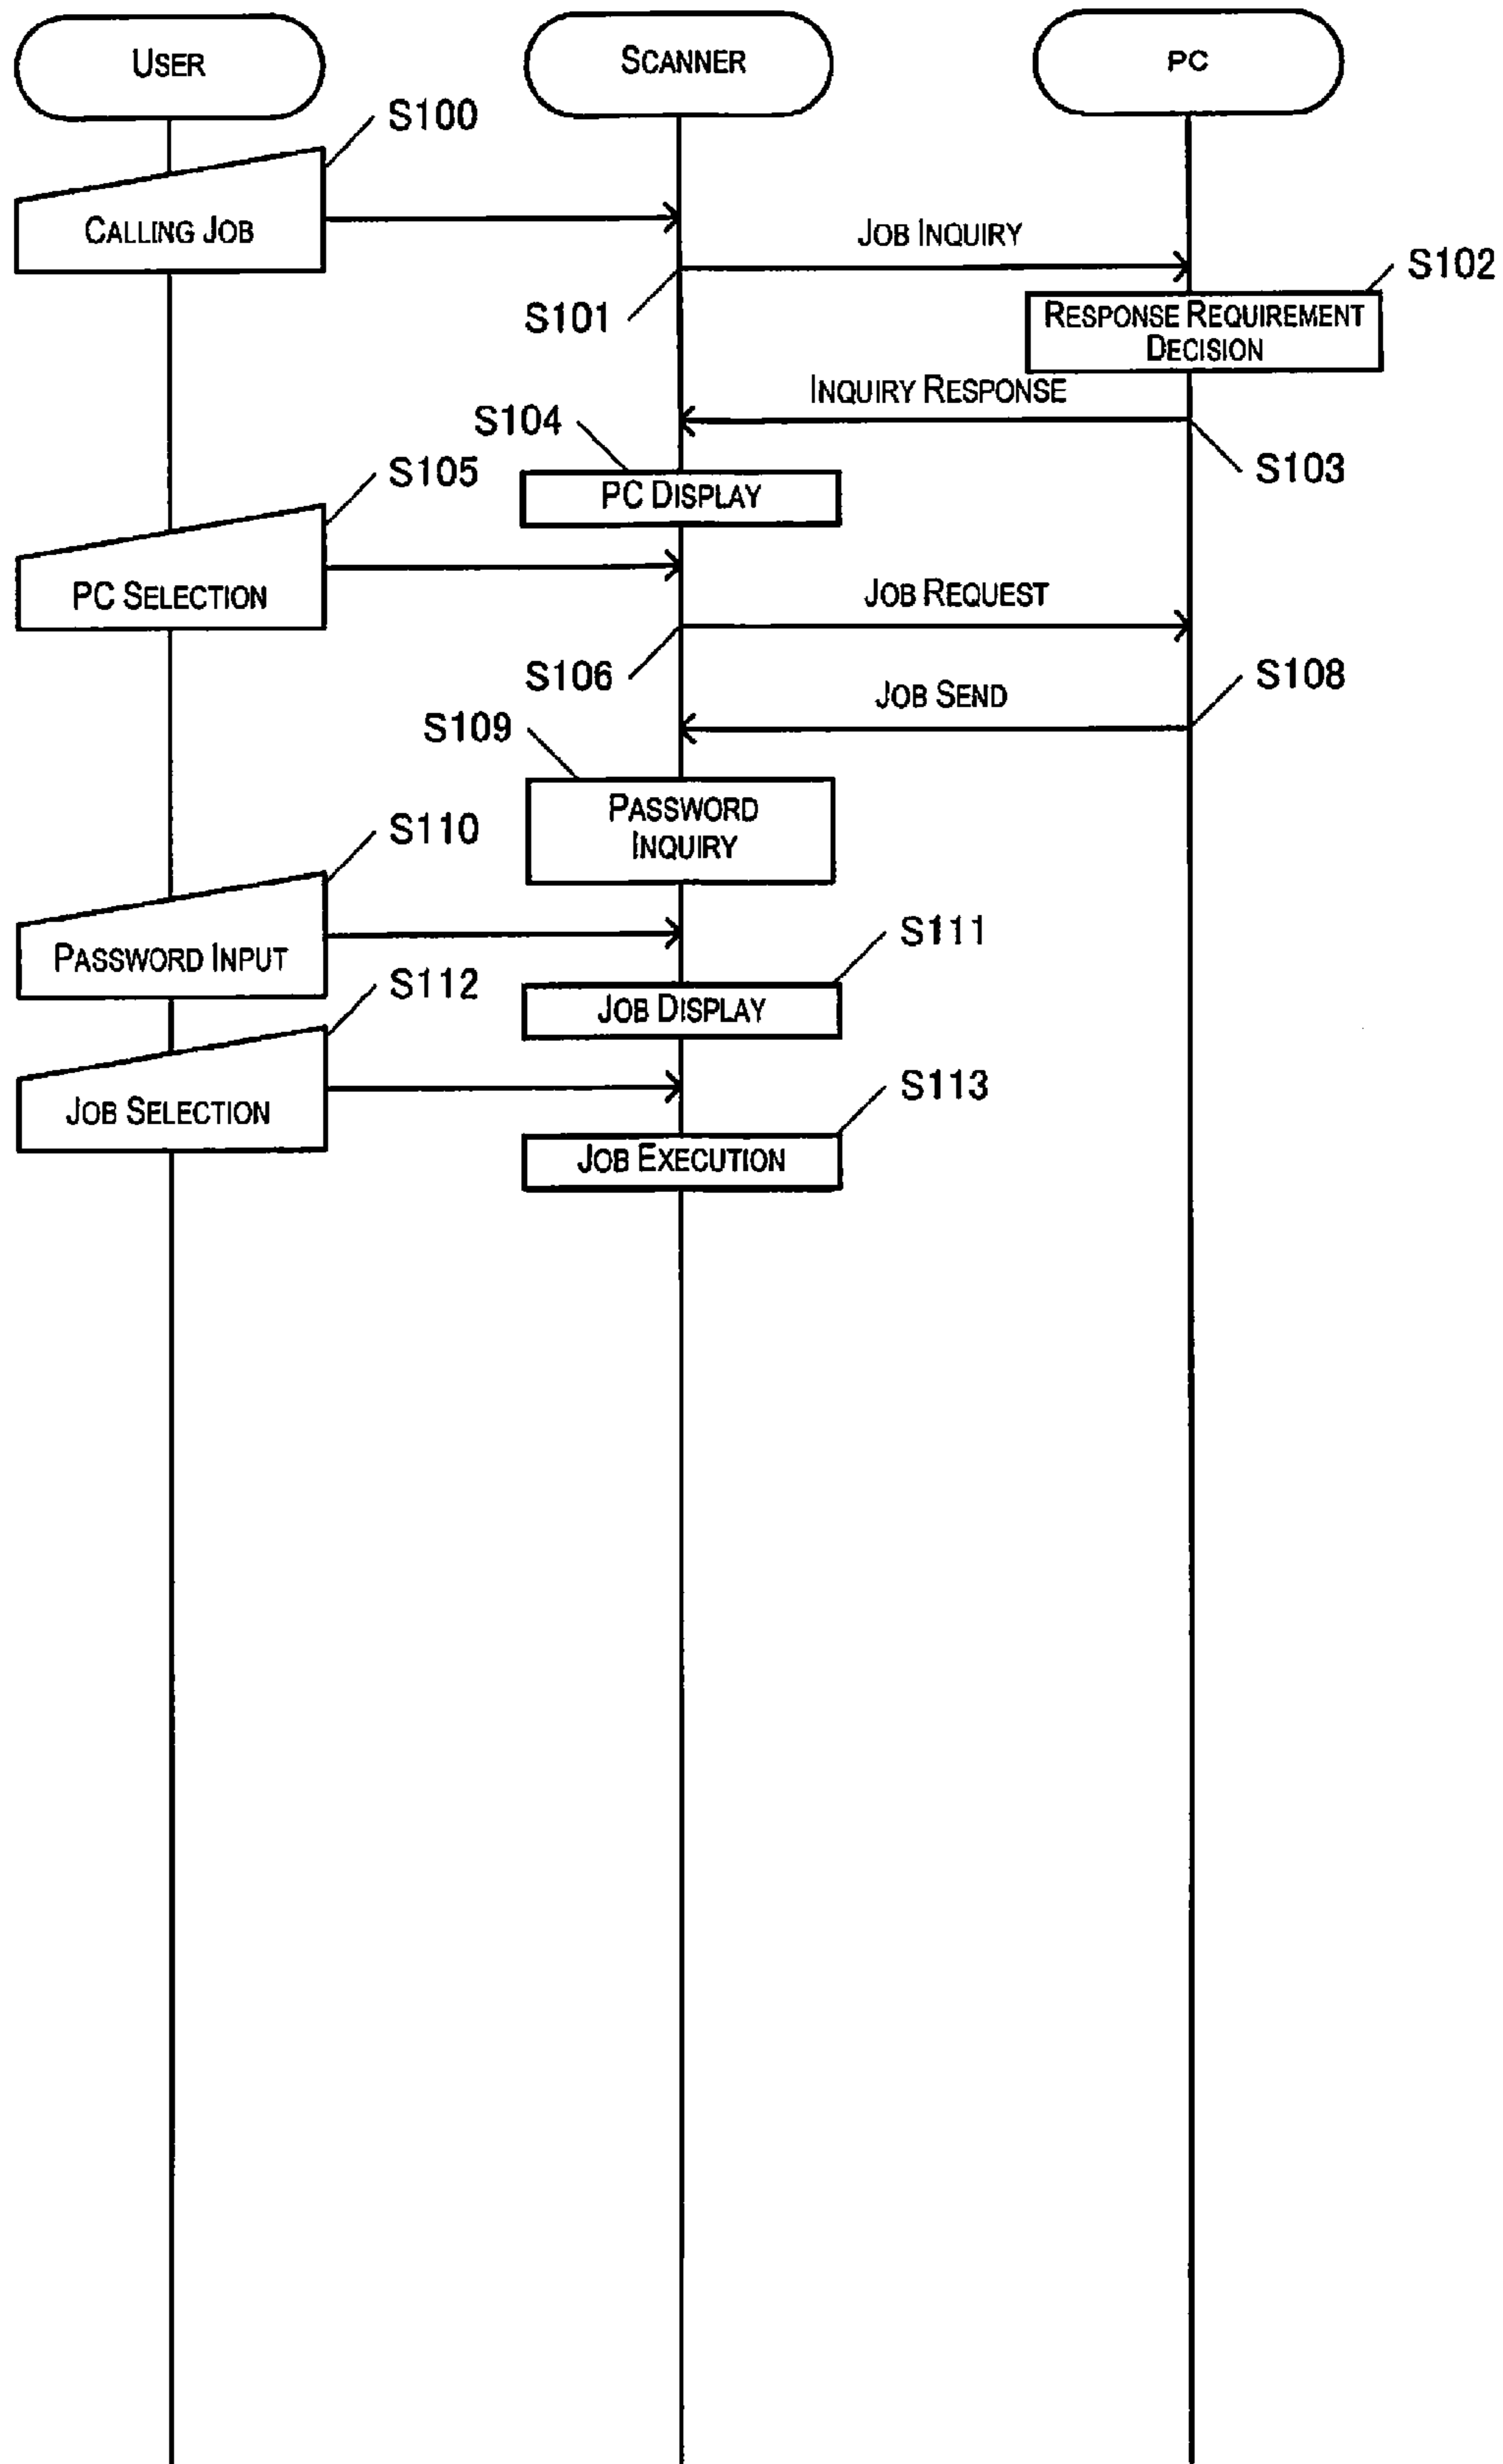 User
Scanner
PC
S100
Calling Job
Job Inquiry
S101
S102
Response Requirement
Decision
Inquiry Response
S103
S104
PC Display
S105
PC Selection
Job Request
S106
Job Send
S108
S109
Password
Inquiry
S110
Password Input
S111
Job Display
S112
Job Selection
S113
Job Execution